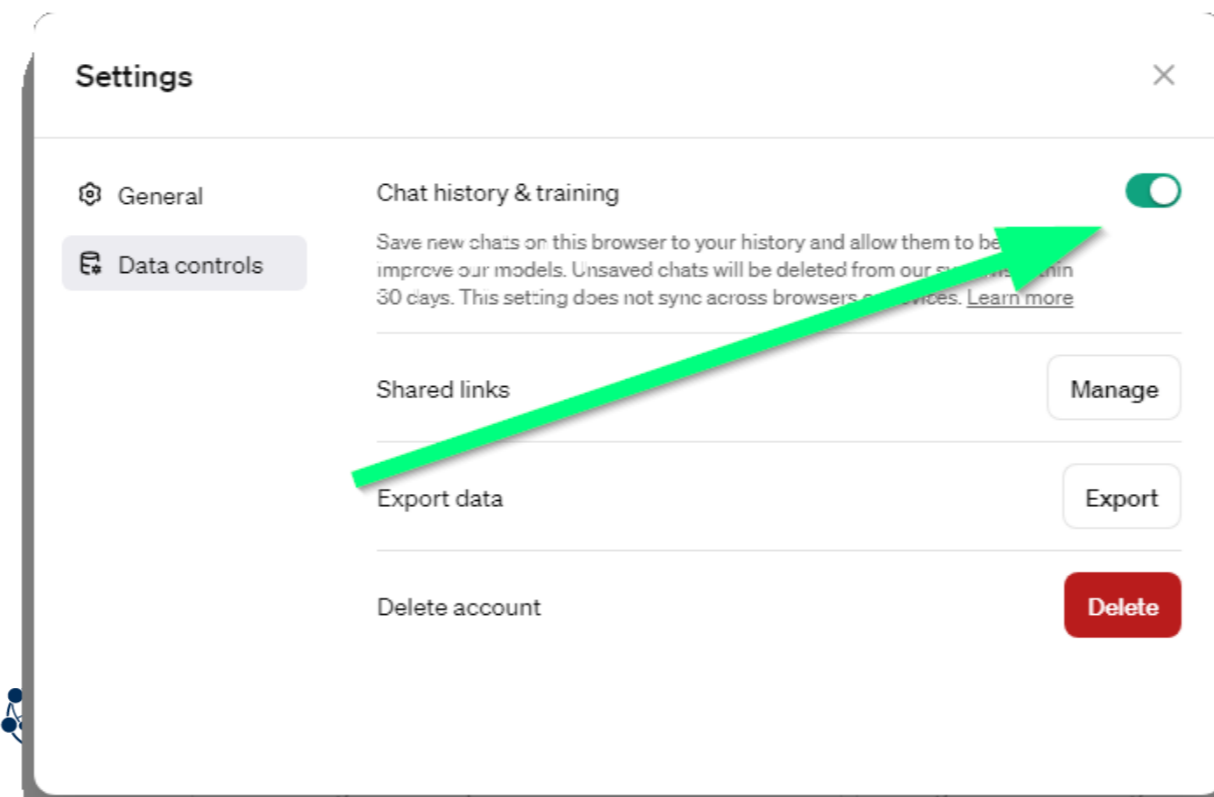 Settings
General
Data controls
Chat history & training
Save new chats on this browser to your history and allow them to be
improve our models. Unsaved chats will be deleted from our
30 days. This setting does not sync across browsers Learn more
Shared links
Manage
Export data
Export
Delete account
Delete